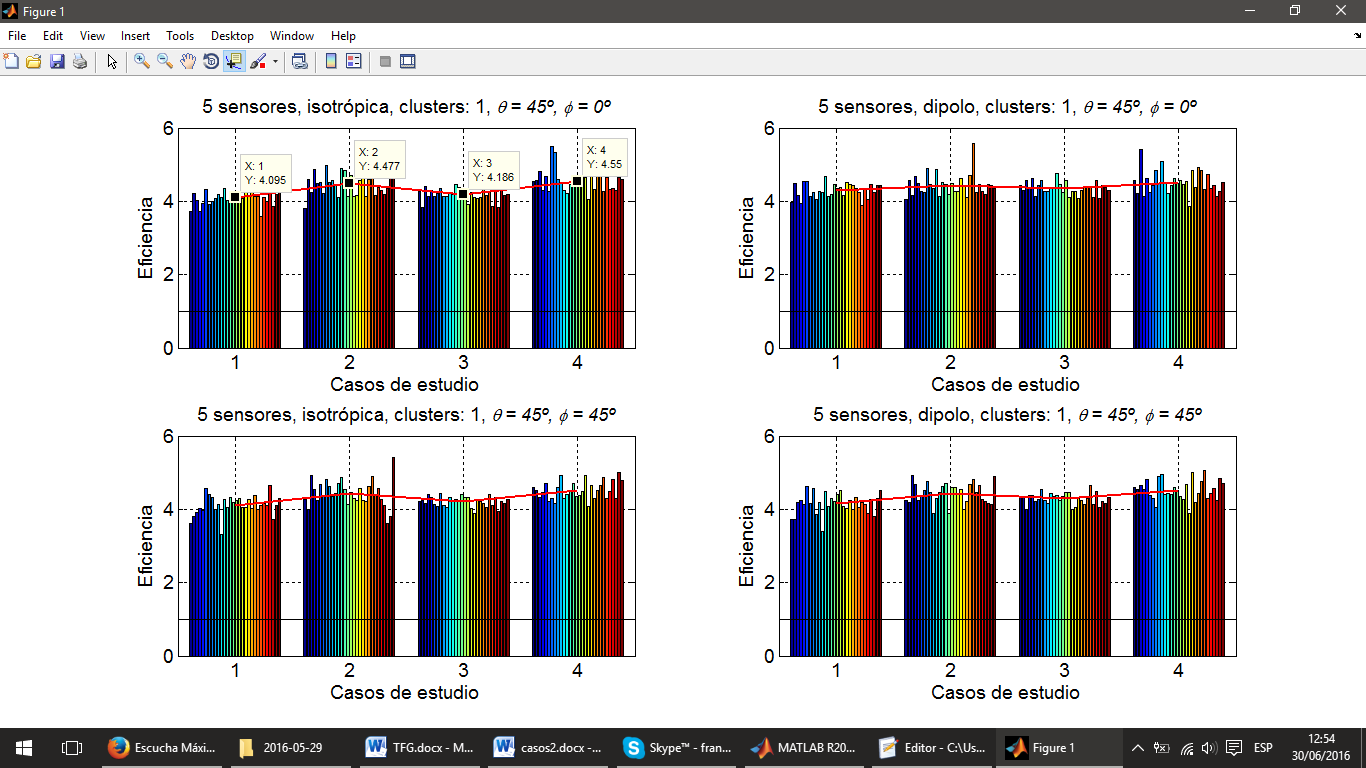 Figure 1
File Edit View Insert Tools Desktop Window Help
5 sensores, isotrópica, clusters: 1, θ = 45º, ϕ = 0º
6
4
2
0
Eficiencia
X: 1
Y: 4.095
X: 2
Y: 4.477
X: 3
Y: 4.186
X: 4
Y: 4.55
1 2 3 4
Casos de estudio
5 sensores, dipolo, clusters: 1, θ = 45º, ϕ = 0º
6
4
2
0
Eficiencia
1 2 3 4
Casos de estudio
5 sensores, isotrópica, clusters: 1, θ = 45º, ϕ = 45º
6
4
2
0
Eficiencia
1 2 3 4
Casos de estudio
5 sensores, dipolo, clusters: 1, θ = 45º, ϕ = 45º
6
4
2
0
Eficiencia
1 2 3 4
Casos de estudio
Escucha Máxi... 2016-05-29 TFG.docx - M... casos2.docx -... Skype™ - fran... MATLAB R20... Editor - C:\Us... Figure 1 ESP 12:54
30/06/2016